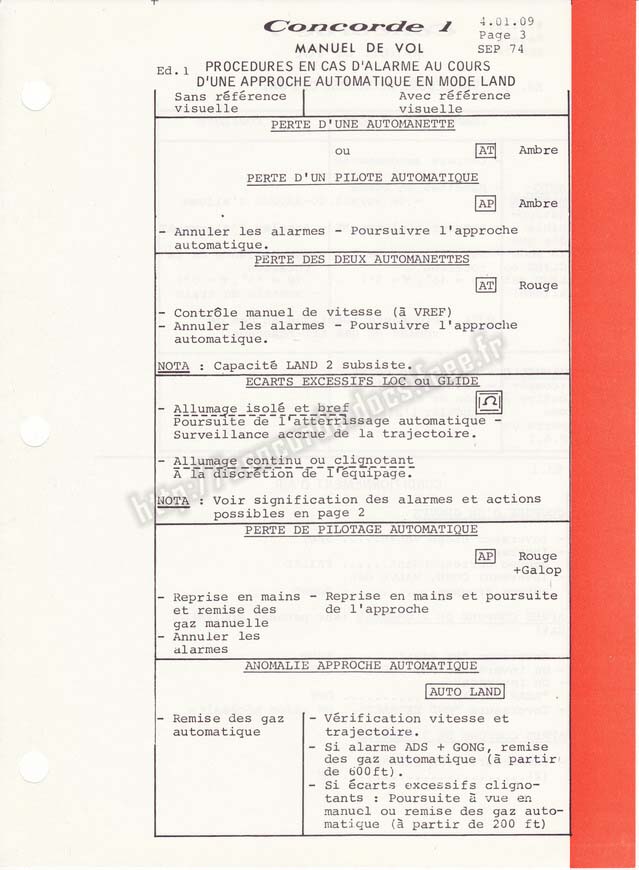 Concorde 1
4.01.09
MANUEL DE VOL
Page 3
SEP 74
Ed.1
PROCEDURES EN CAS D'ALARME AU COURS
D'UNE APPROCHE AUTOMATIQUE EN MODE LAND
Sans référence
visuelle
Avec référence
visuelle
PERTE D'UNE AUTOMANETTE
ou
AT Ambre
PERTE D'UN PILOTE AUTOMATIQUE
AP Ambre
- Annuler les alarmes - Poursuivre l'approche
automatique.
PERTE DES DEUX AUTOMANETTES
AT Rouge
- Contrôle manuel de vitesse (à VREF)
- Annuler les alarmes - Poursuivre l'approche
automatique.
NOTA : Capacité LAND 2 subsiste.
ECARTS EXCESSIFS LOC ou GLIDE
- Allumage isolé et bref
Poursuite de l'atterrissage automatique -
Surveillance accrue de la trajectoire.
- Allumage continu ou clignotant
A la discrétion de l'équipage.
NOTA : Voir signification des alarmes et actions
possibles en page 2
PERTE DE PILOTAGE AUTOMATIQUE
AP Rouge
+Galop
- Reprise en mains
et remise des
gaz manuelle
- Annuler les
alarmes
- Reprise en mains et poursuite
de l'approche
ANOMALIE APPROCHE AUTOMATIQUE
AUTO LAND
- Remise des gaz
automatique
- Vérification vitesse et
trajectoire.
- Si alarme ADS + GONG, remise
des gaz automatique (à partir
de 600ft).
- Si écarts excessifs cligno-
tants : Poursuite à vue en
manuel ou remise des gaz auto-
matique (à partir de 200 ft)